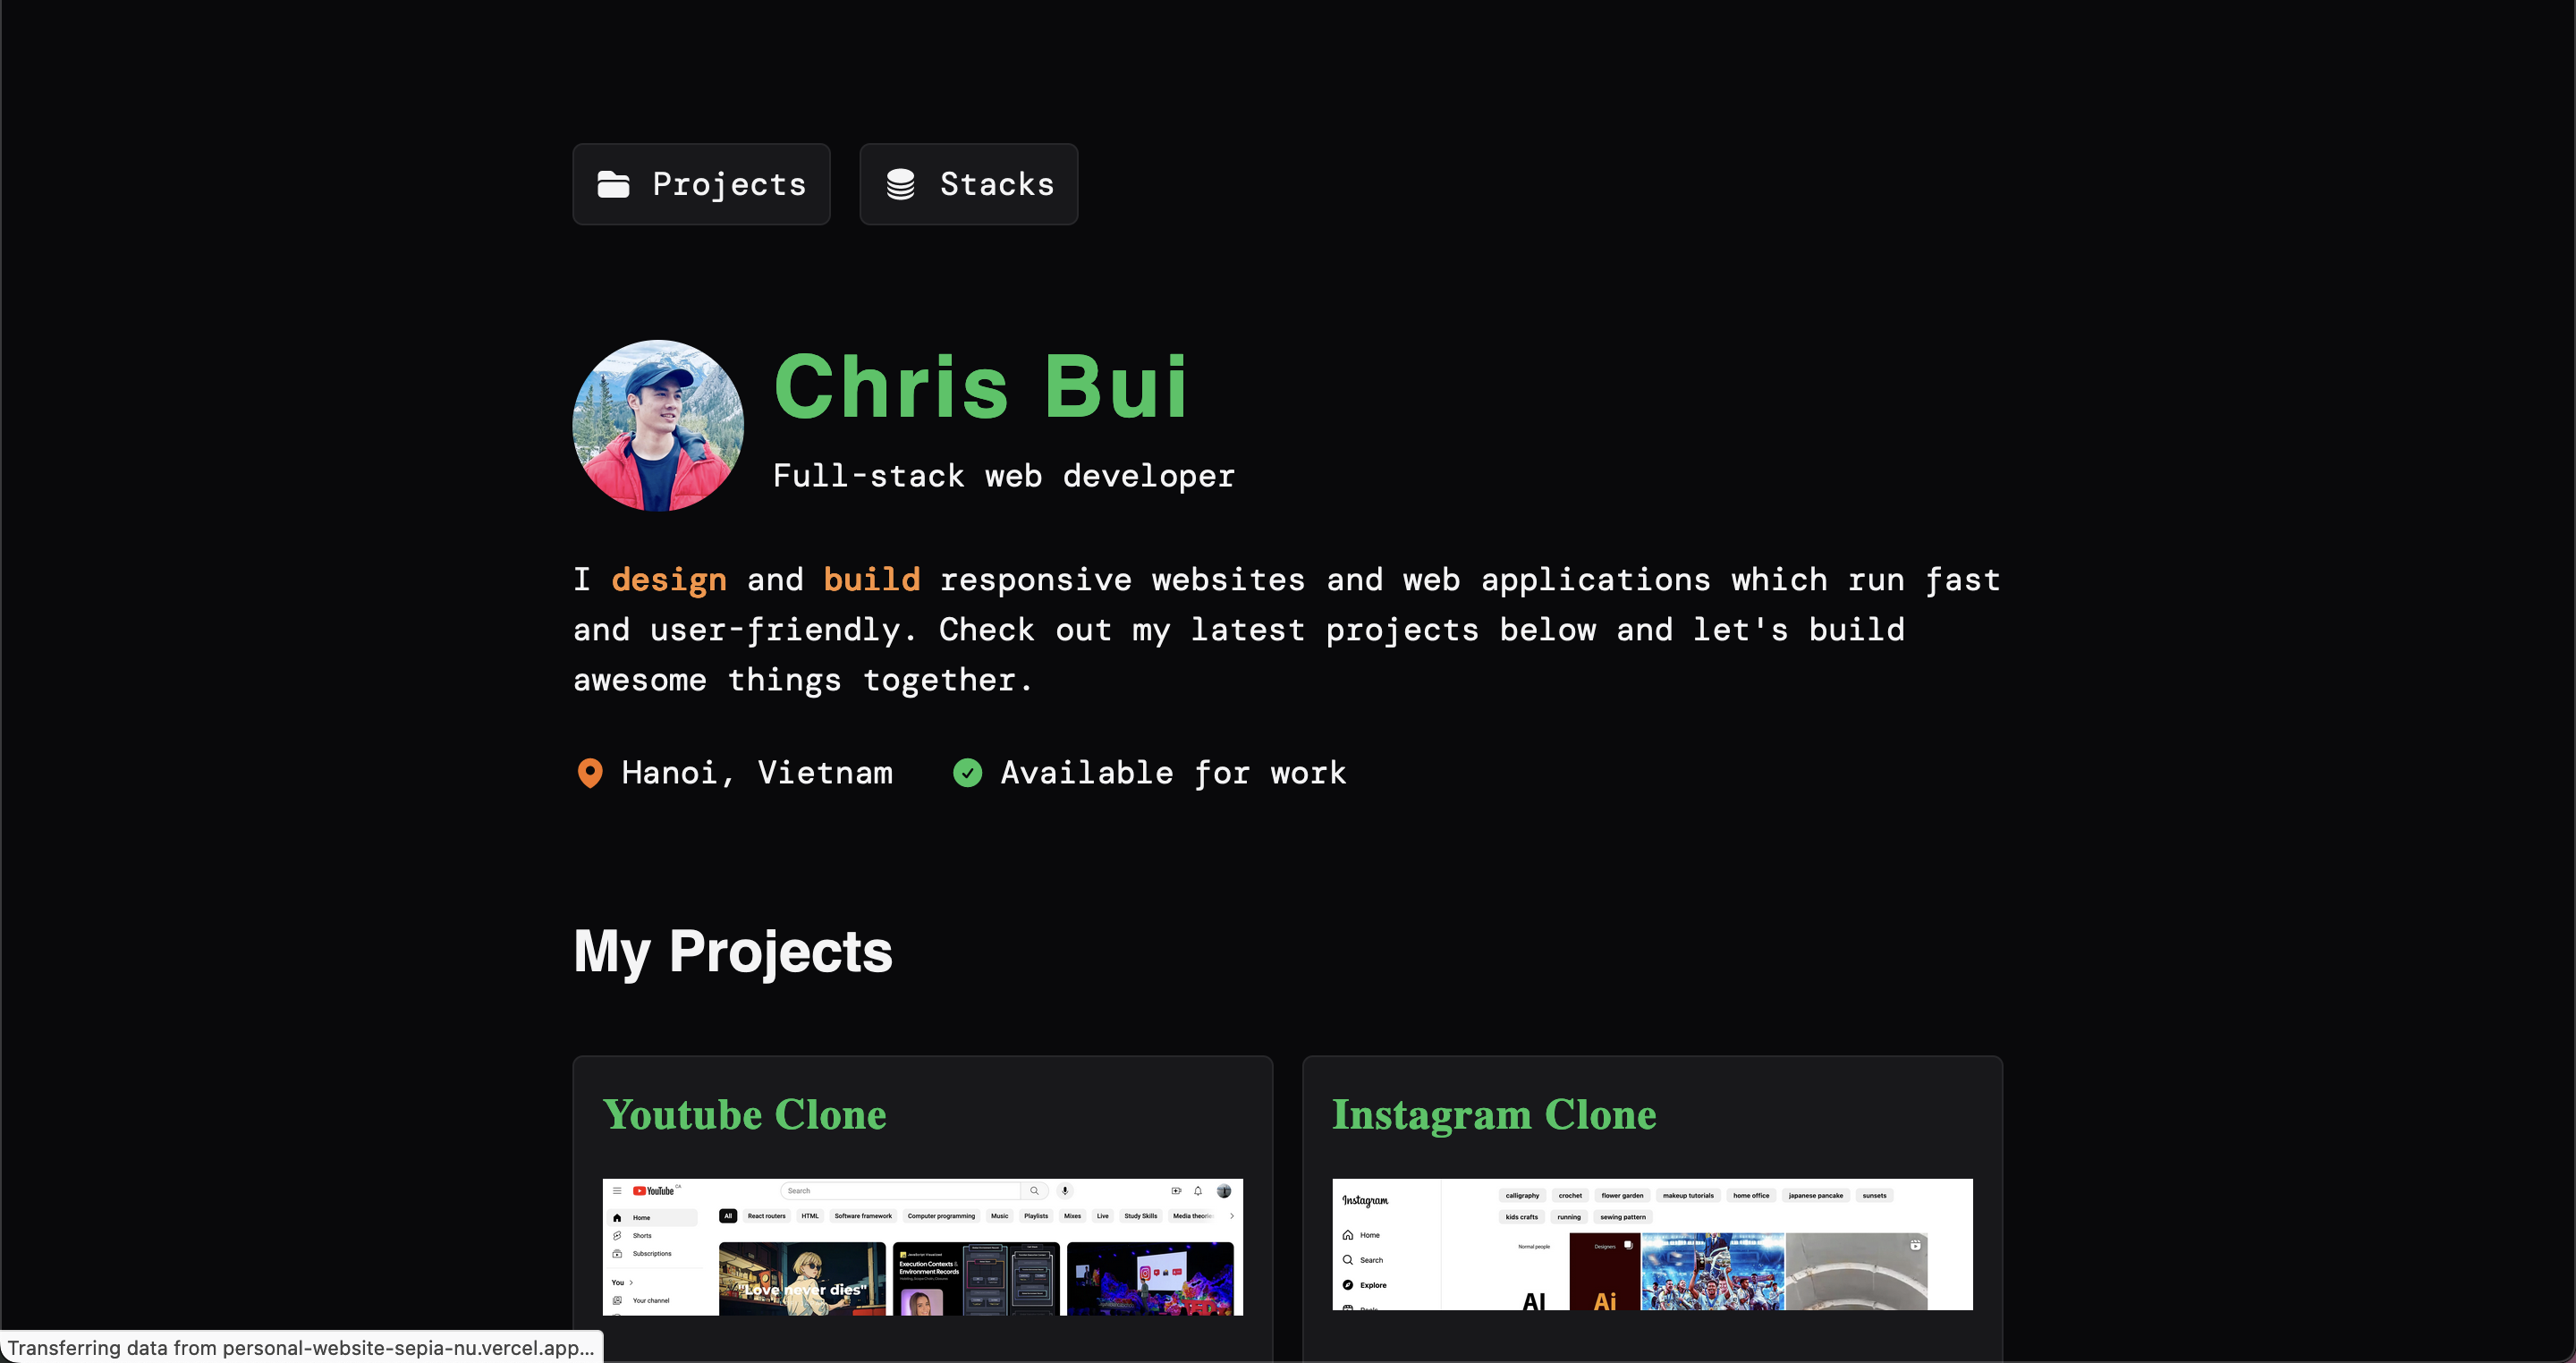 Projects
Stacks
Chris Bui
Full-stack web developer
I design and build responsive websites and web applications which run fast
and user-friendly. Check out my latest projects below and let's build
awesome things together.
Hanoi, Vietnam
Available for work
My Projects
Youtube Clone
YouTube CA
Search
Home
Shorts
Subscriptions
You
Your channel
All
React routers
HTML
Software framework
Computer programming
Music
Playlists
Mixes
Live
Study Skills
Media theories
"Love never dies"
JavaScript Visualized
Execution Contexts &
Environment Records
Instagram Clone
Instagram
Home
Search
Explore
calligraphy
crochet
flower garden
makeup tutorials
home office
japanese pancake
sunsets
kids crafts
running
sewing pattern
Normal people
Designers
AI
Ai
Transferring data from personal-website-sepia-nu.vercel.app...